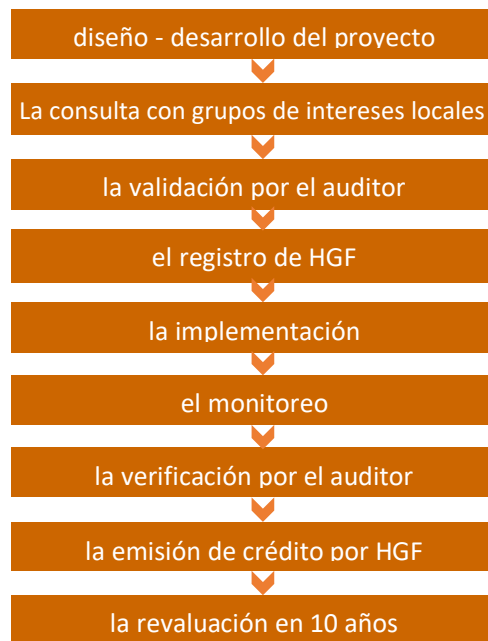 diseño - desarrollo del proyecto
La consulta con grupos de intereses locales
la validación por el auditor
el registro de HGF
la implementación
el monitoreo
la verificación por el auditor
la emisión de crédito por HGF
la revaluación en 10 años